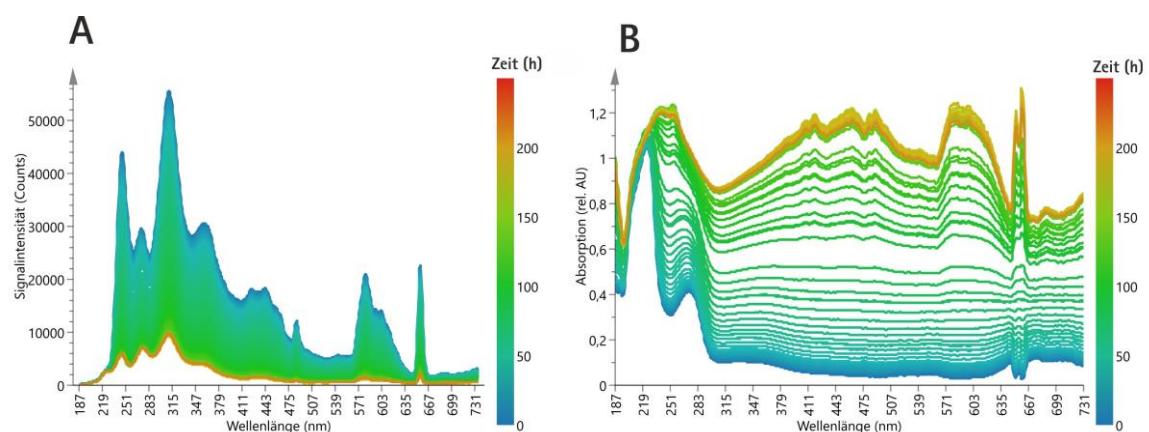 A
Zeit (h)
Signalintensität (Counts)
50000
40000
30000
20000
10000
0
187 219 251 283 315 347 379 411 443 475 507 539 571 603 635 667 699 731
Wellenlänge (nm)
200
150
100
50
0
B
Zeit (h)
Absorption (rel. AU)
1,2
1
0,8
0,6
0,4
0,2
0
187 219 251 283 315 347 379 411 443 475 507 539 571 603 635 667 699 731
Wellenlänge (nm)
200
150
100
50
0